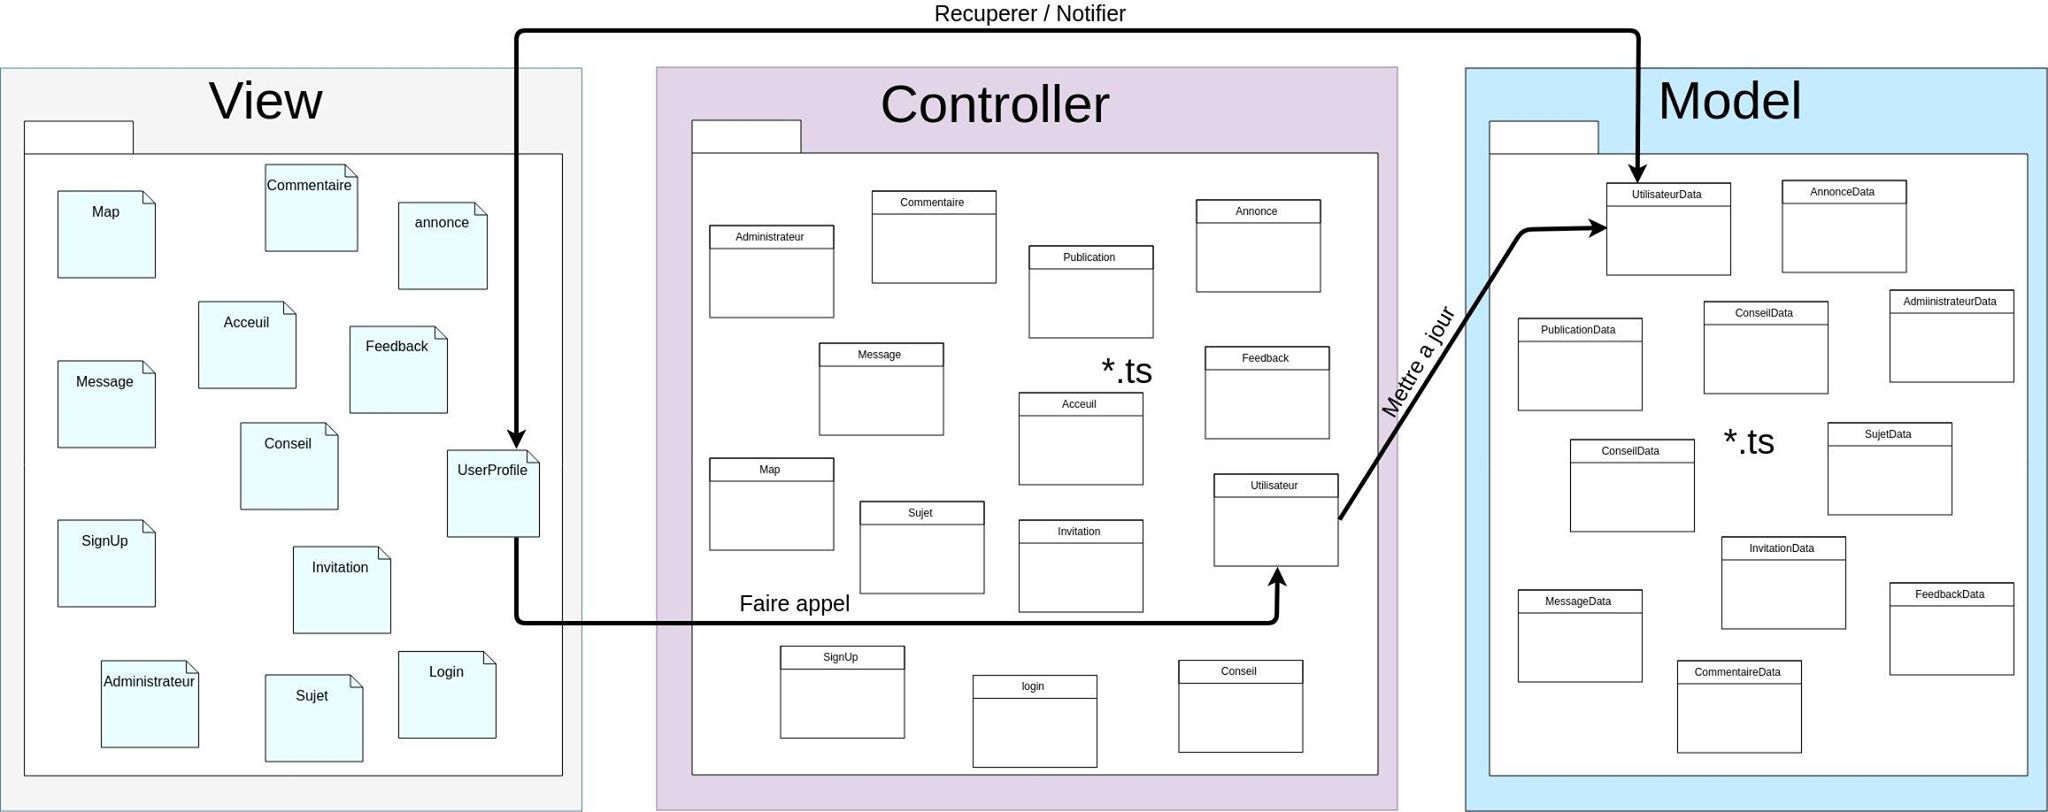 Recuperer / Notifier
View
Map
Commentaire
annonce
Acceuil
Feedback
Message
Conseil
UserProfile
SignUp
Invitation
Administrateur
Sujet
Login
Faire appel
Controller
Commentaire
Annonce
Administrateur
Publication
Message
Feedback
*.ts
Acceuil
Map
Utilisateur
Sujet
Invitation
SignUp
login
Conseil
Mettre a jour
Model
UtilisateurData
AnnonceData
PublicationData
ConseilData
AdmiinistrateurData
ConseilData
*.ts
SujetData
InvitationData
MessageData
FeedbackData
CommentaireData